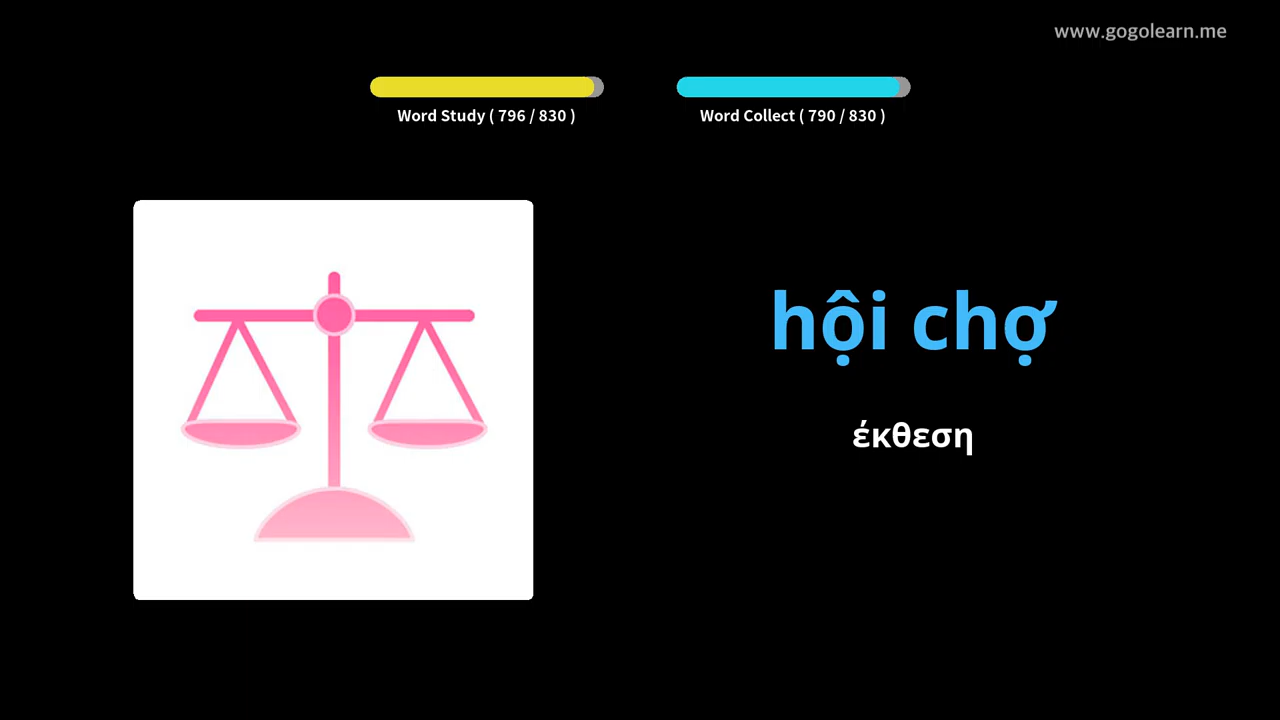 www.gogolearn.me
Word Study ( 796 / 830 )
Word Collect ( 790 / 830 )
hội chợ
έκθεση